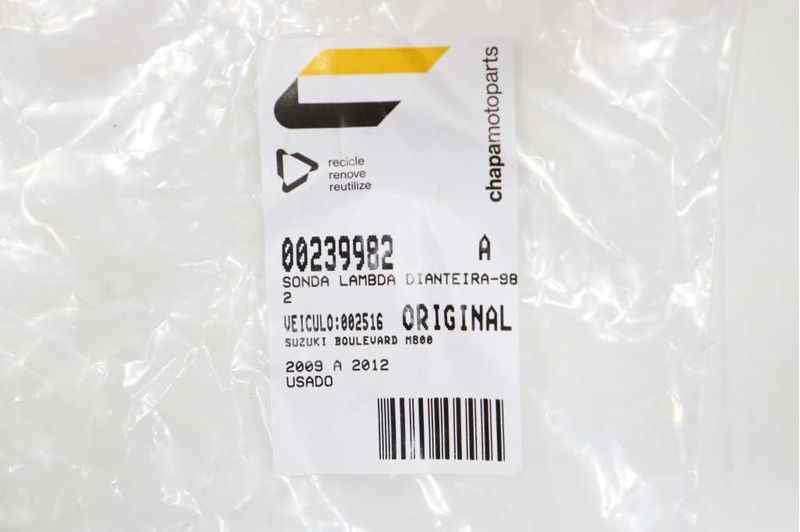 chapamotoparts
recicle
renove
reutilize
00239982 A
SONDA LAMBDA DIANTEIRA-98
2
VEICULO:002516 ORIGINAL
SUZUKI BOULEVARD M800
2009 A 2012
USADO